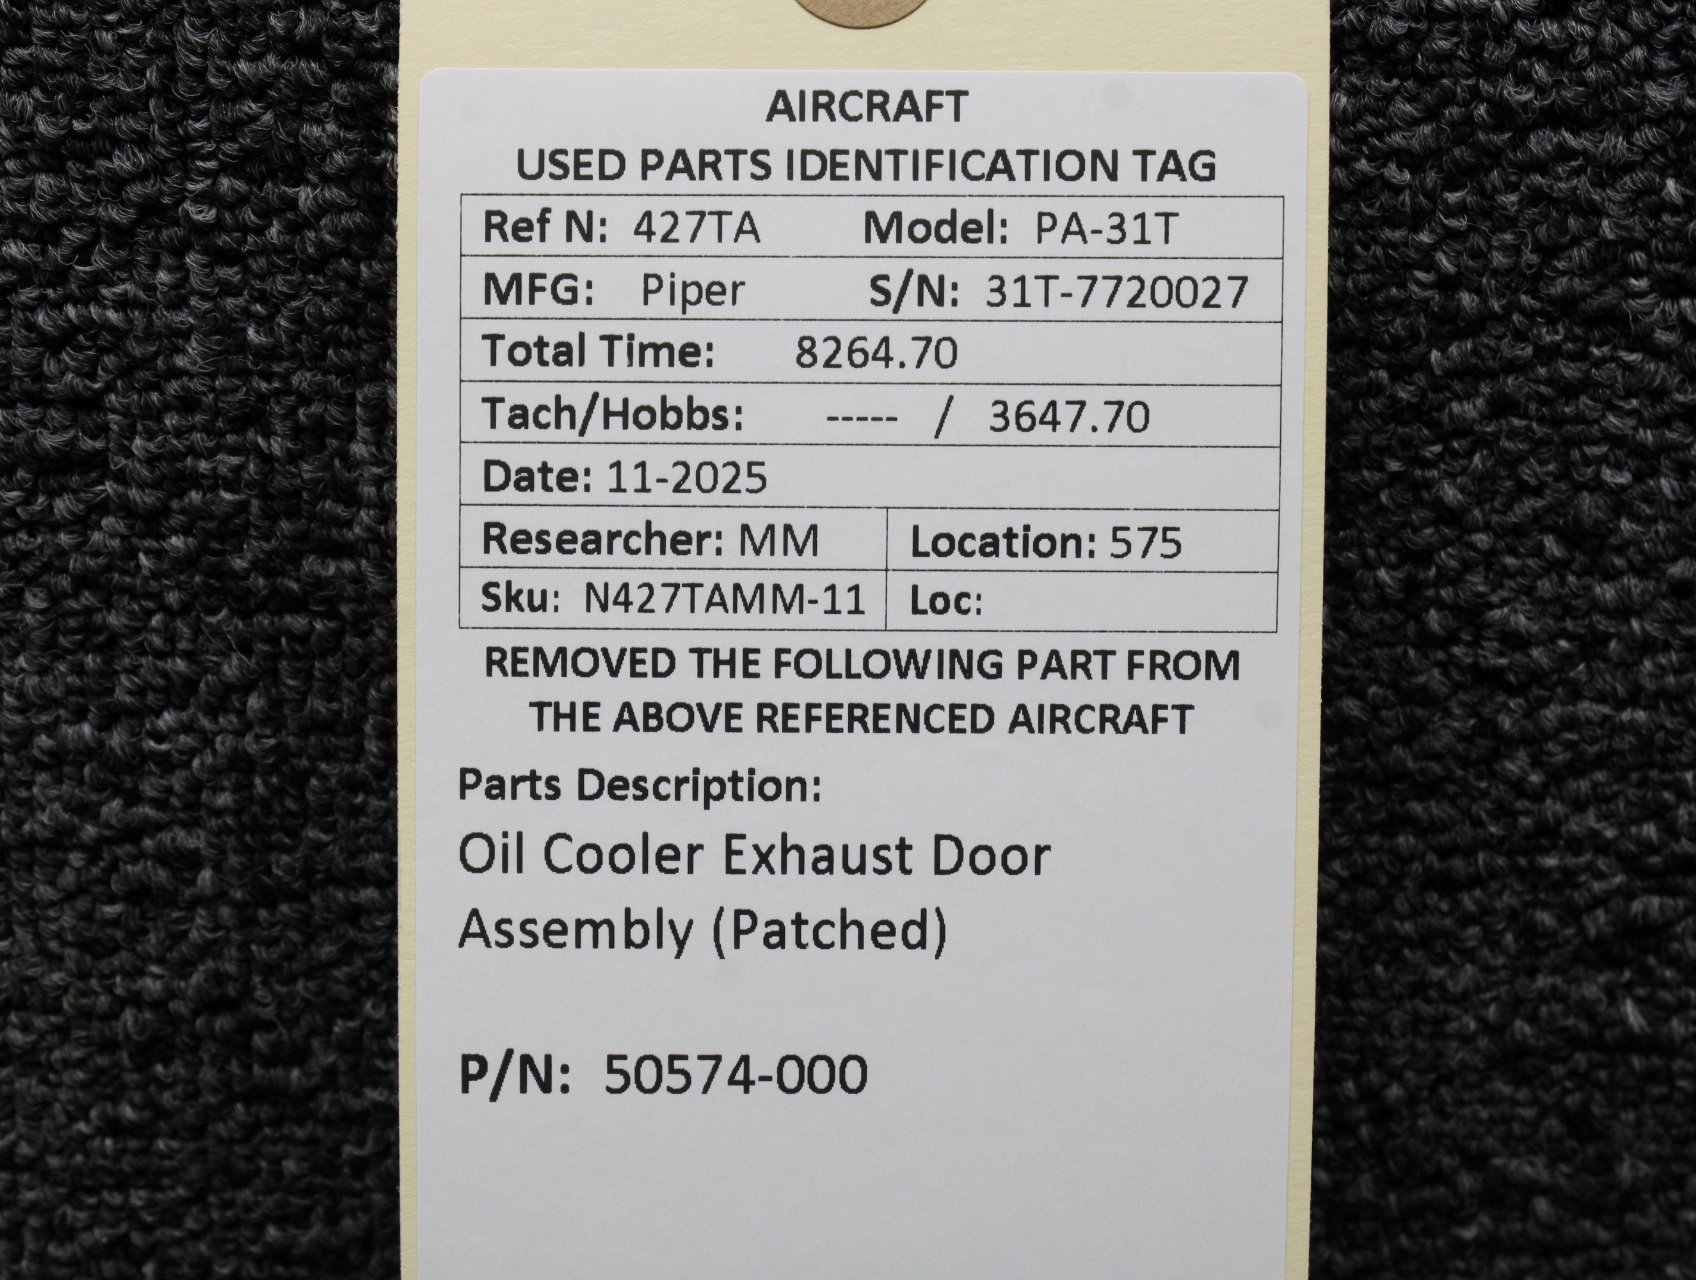 AIRCRAFT
USED PARTS IDENTIFICATION TAG
Ref N: 427TA Model: PA-31T
MFG: Piper S/N: 31T-7720027
Total Time: 8264.70
Tach/Hobbs: ----- / 3647.70
Date: 11-2025
Researcher: MM Location: 575
Sku: N427TAMM-11 Loc:
REMOVED THE FOLLOWING PART FROM
THE ABOVE REFERENCED AIRCRAFT
Parts Description:
Oil Cooler Exhaust Door
Assembly (Patched)
P/N: 50574-000